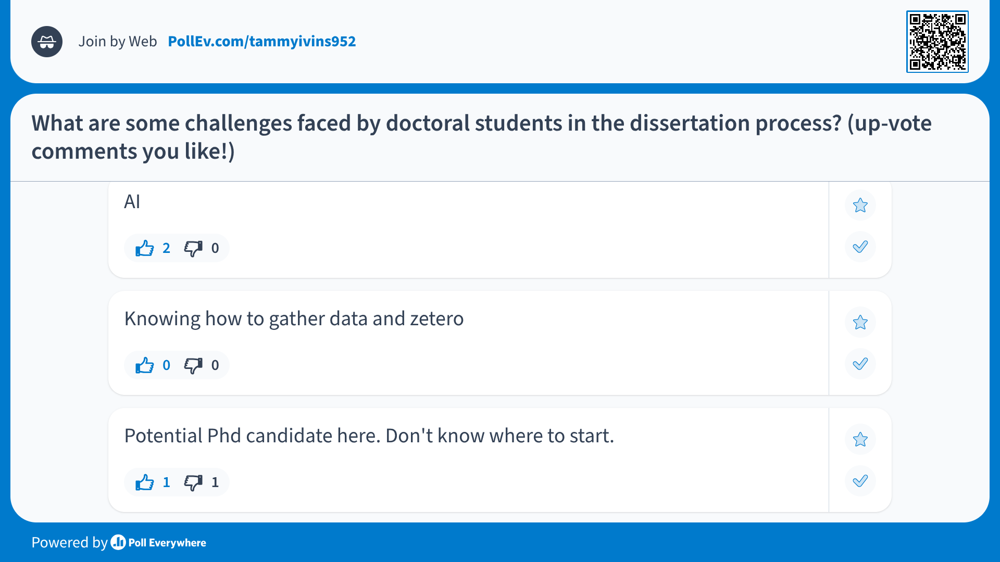 Join by Web PollEv.com/tammyivins952
What are some challenges faced by doctoral students in the dissertation process? (up-vote
comments you like!)
AI
2 0
Knowing how to gather data and zetero
0 0
Potential Phd candidate here. Don't know where to start.
1 1
Powered by Poll Everywhere